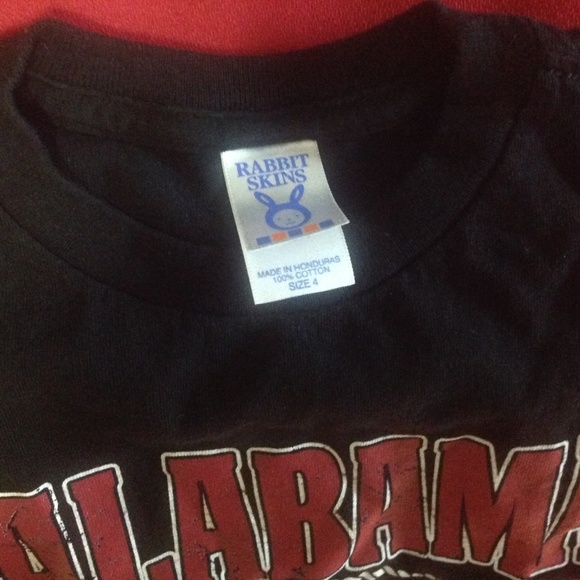 RABBIT
SKINS
MADE IN HONDURAS
100% COTTON
SIZE 4
ALABAMA